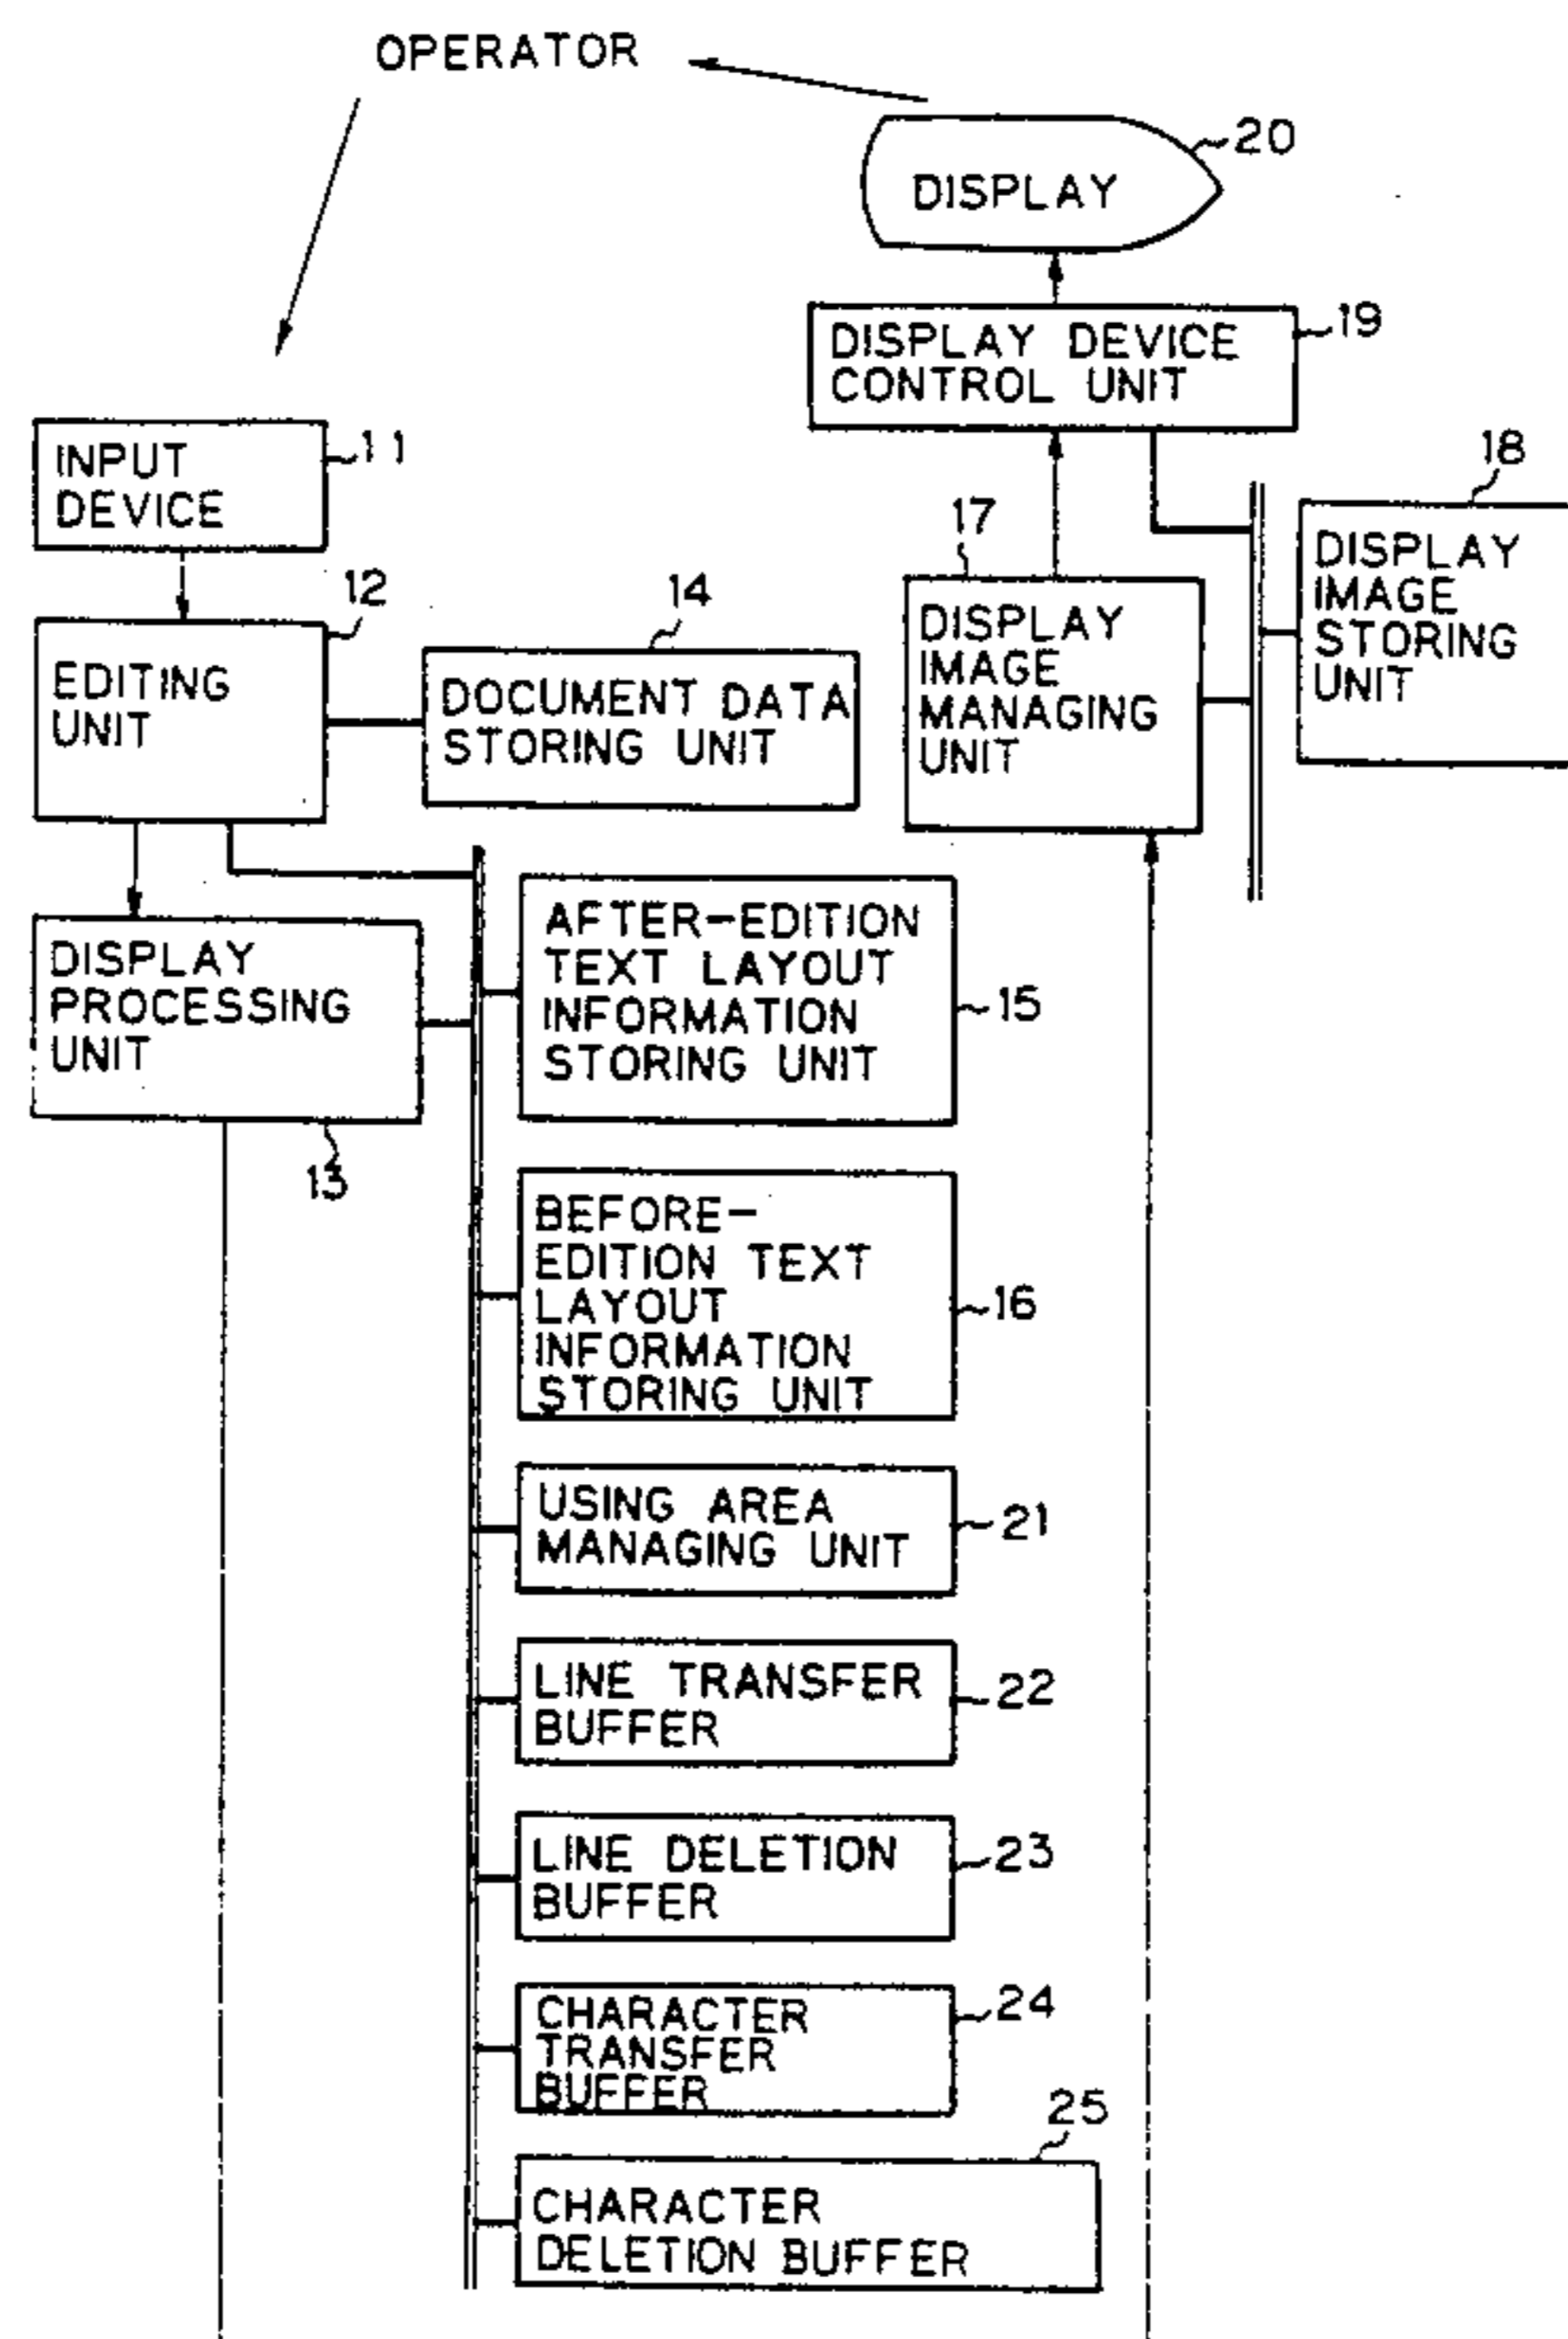 OPERATOR
20
DISPLAY
19
DISPLAY DEVICE
CONTROL UNIT
11
INPUT
DEVICE
18
DISPLAY
IMAGE
STORING
UNIT
17
DISPLAY
IMAGE
MANAGING
UNIT
12
EDITING
UNIT
14
DOCUMENT DATA
STORING UNIT
DISPLAY
PROCESSING
UNIT
13
AFTER-EDITION
TEXT LAYOUT
INFORMATION
STORING UNIT
15
BEFORE-
EDITION TEXT
LAYOUT
INFORMATION
STORING UNIT
16
USING AREA
MANAGING UNIT
21
LINE TRANSFER
BUFFER
22
LINE DELETION
BUFFER
23
CHARACTER
TRANSFER
BUFFER
24
25
CHARACTER
DELETION BUFFER